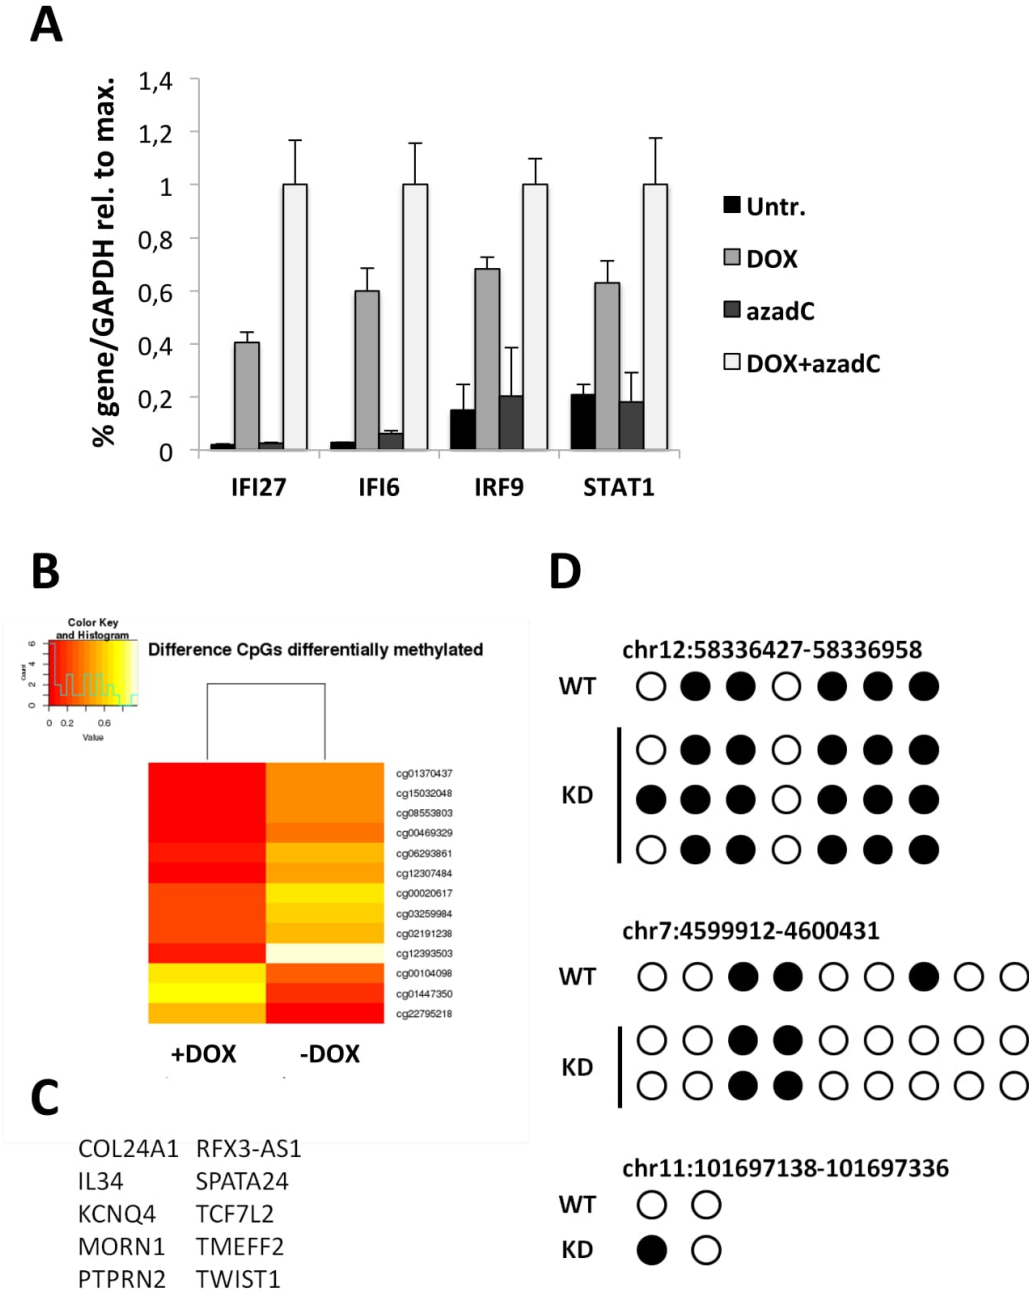 A
% gene/GAPDH rel. to max.
1,4
1,2
1
0,8
0,6
0,4
0,2
0
IFI27 IFI6 IRF9 STAT1
Untr.
DOX
azadC
DOX+azadC
B
Color Key
and Histogram
Count
0 2 4 6
0 0.2 0.6
Value
Difference CpGs differentially methylated
cg01370437
cg15032048
cg08553803
cg00469329
cg06293861
cg12307484
cg00020617
cg03259984
cg02191238
cg12393503
cg00104098
cg01447350
cg22795218
+DOX -DOX
C
COL24A1 RFX3-AS1
IL34 SPATA24
KCNQ4 TCF7L2
MORN1 TMEFF2
PTPRN2 TWIST1
D
chr12:58336427-58336958
WT
KD
chr7:4599912-4600431
WT
KD
chr11:101697138-101697336
WT
KD